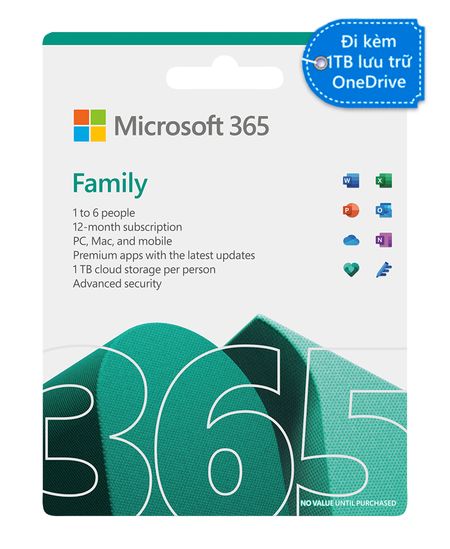 Đi kèm
1TB lưu trữ
OneDrive
Microsoft 365
Family
1 to 6 people
12-month subscription
PC, Mac, and mobile
Premium apps with the latest updates
1 TB cloud storage per person
Advanced security
W
X
P
O
N
365
NO VALUE UNTIL PURCHASED